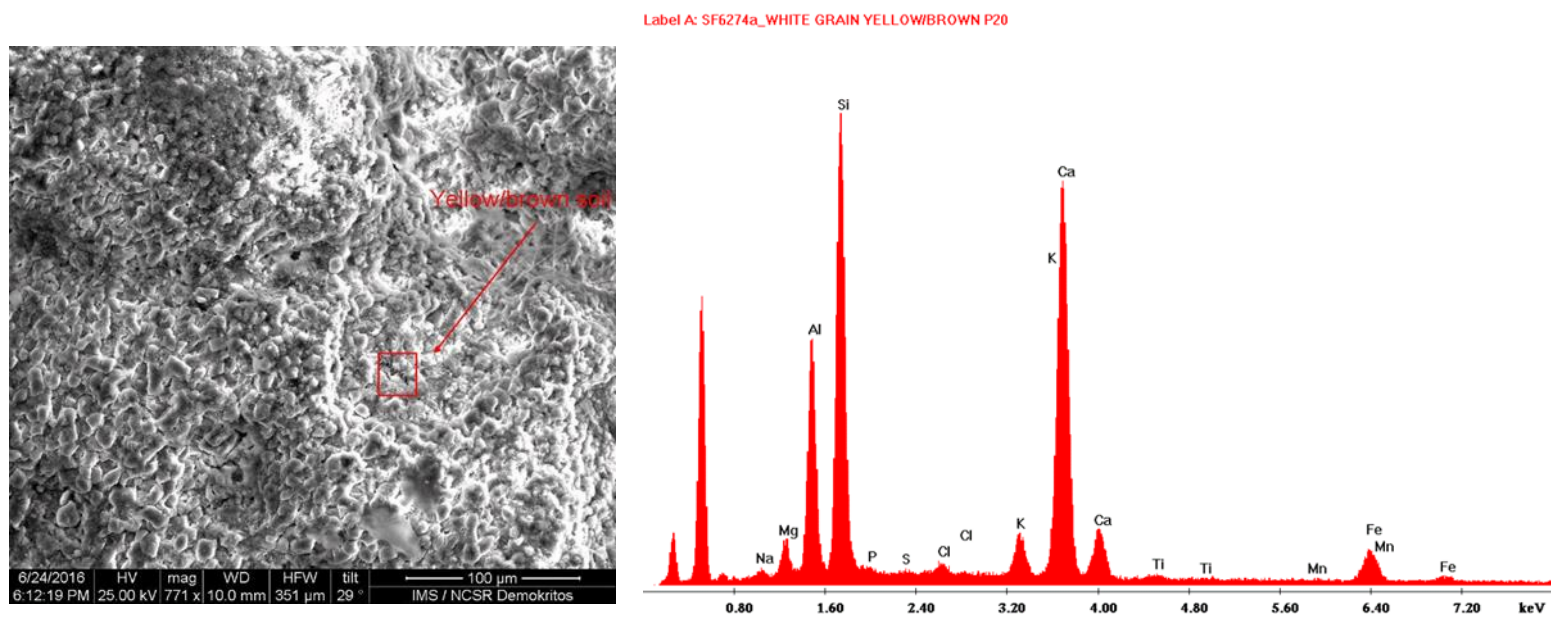 Label A: SF6274a_WHITE GRAIN YELLOW/BROWN P20
Yellow/brown soil
6/24/2016 HV mag WD HFW tilt 100 µm
6:12:19 PM 25.00 kV 771 x 10.0 mm 351 µm 29 ° IMS / NCSR Demokritos
Si
Ca
K
Al
Mg
Na
P
S
Cl
Cl
K
Ca
Ti
Ti
Mn
Fe
Mn
Fe
0.80 1.60 2.40 3.20 4.00 4.80 5.60 6.40 7.20 keV